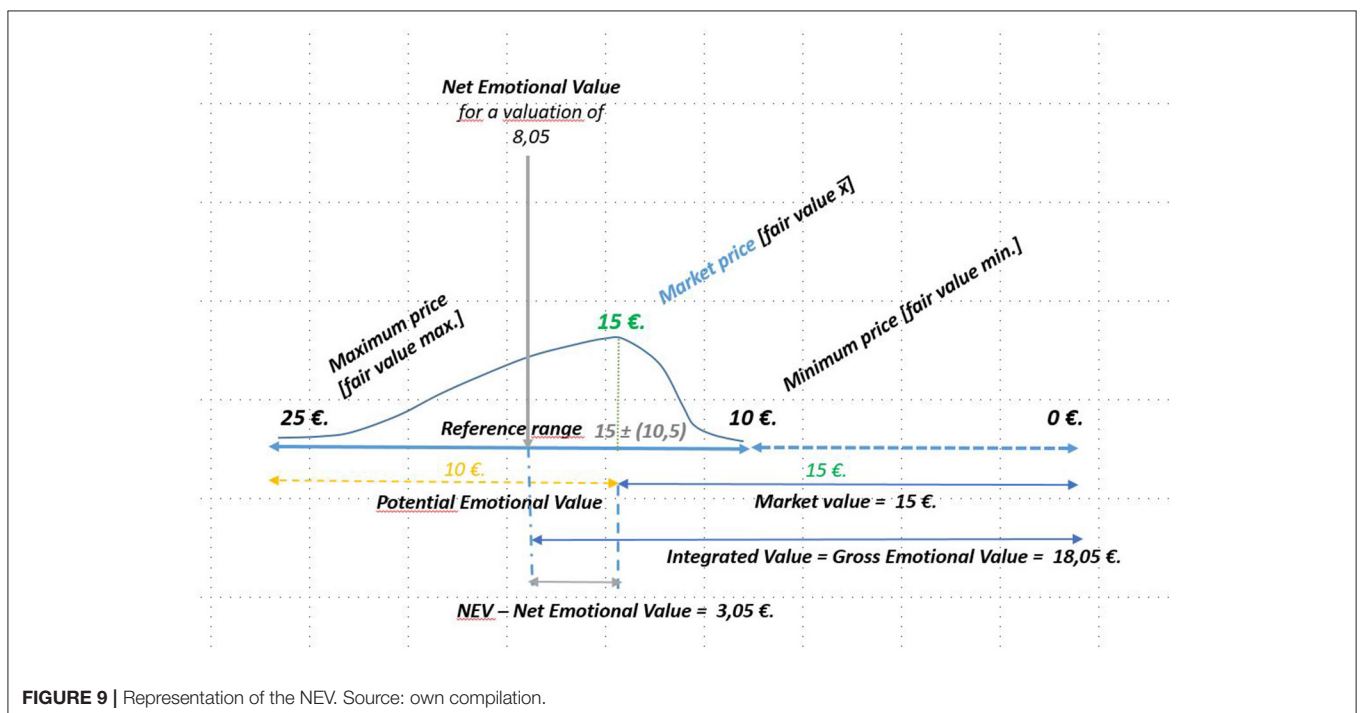 Net Emotional Value
for a valuation of
8,05
Market price [fair value x̅]
Maximum price
[fair value max.]
15 €.
Minimum price [fair value min.]
25 €.
10 €.
0 €.
Reference range 15 ± (10,5)
10 €.
15 €.
Potential Emotional Value
Market value = 15 €.
Integrated Value = Gross Emotional Value = 18,05 €.
NEV – Net Emotional Value = 3,05 €.
FIGURE 9 | Representation of the NEV. Source: own compilation.